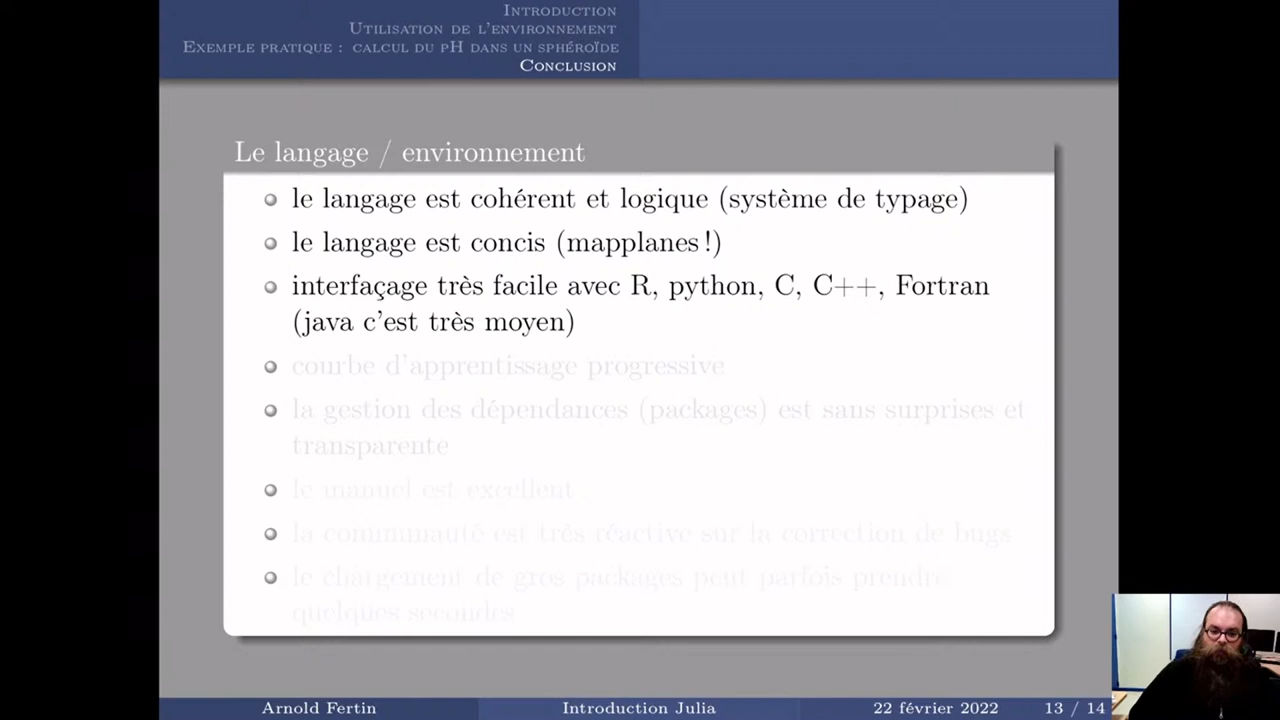 Introduction
Utilisation de l'environnement
Exemple pratique : calcul du pH dans un sphéroïde
Conclusion
Le langage / environnement
le langage est cohérent et logique (système de typage)
le langage est concis (mapplanes !)
interfaçage très facile avec R, python, C, C++, Fortran
(java c'est très moyen)
courbe d'apprentissage progressive
la gestion des dépendances (packages) est sans surprises et
transparente
le manuel est excellent
la communauté est très réactive sur la correction de bugs
le chargement de gros packages peut parfois prendre
quelques secondes
Arnold Fertin
Introduction Julia
22 février 2022
13 / 14